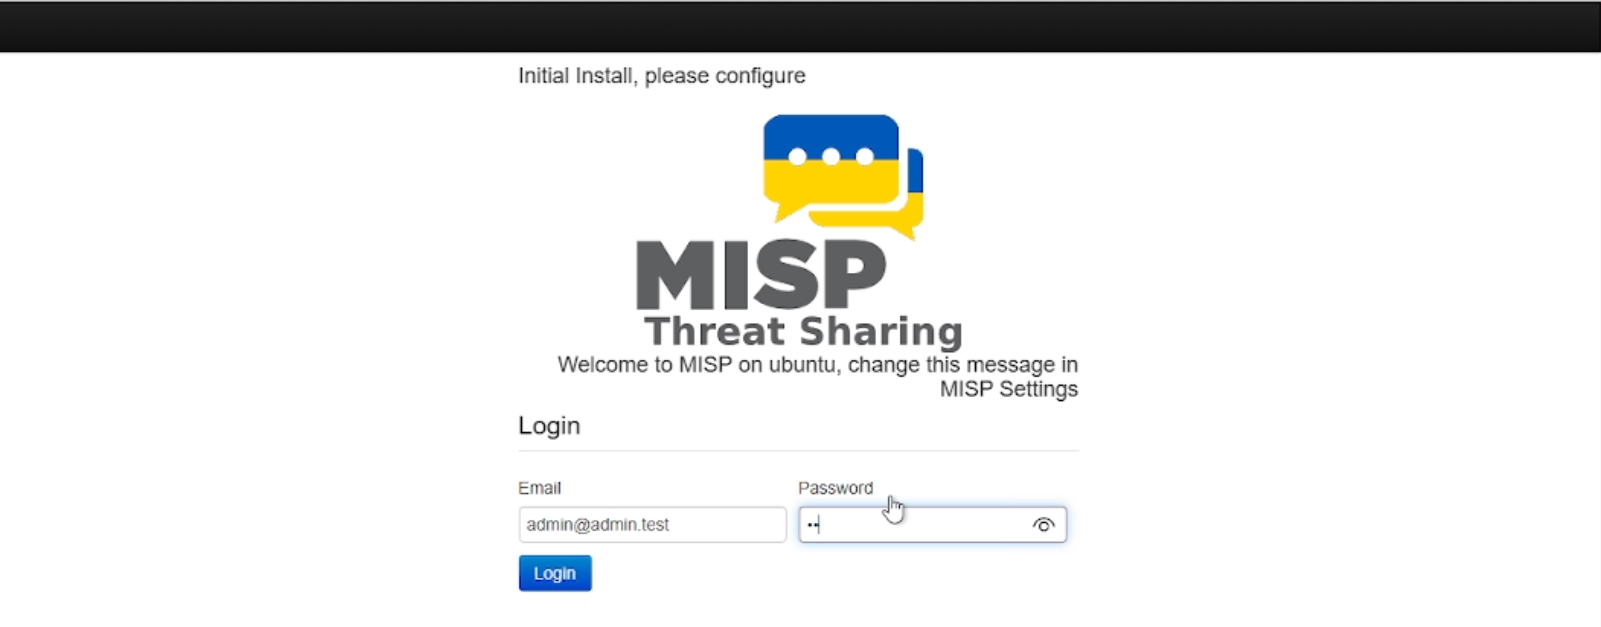 Initial Install, please configure
MISP
Threat Sharing
Welcome to MISP on ubuntu, change this message in
MISP Settings
Login
Email
Password
admin@admin.test
Login